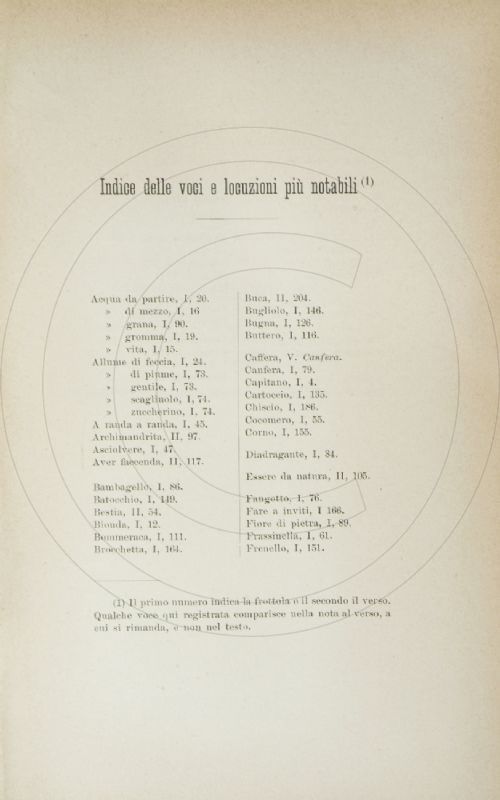 Indice delle voci e locuzioni più notabili (1)
Acqua da partire, I, 20.
» di mezzo, I, 16
» grana, I, 90.
» gromma, I, 19.
» vita, I, 15.
Allume di feccia, I, 24.
» di piume, I, 73.
» gentile, I, 73.
» scagliuolo, I, 74.
» zuccherino, I, 74.
A randa a randa, I, 45.
Archimandrita, II, 97.
Asciolvere, I, 47
Aver faccenda, II, 117.
Bambagello, I, 86.
Batocchio, I, 149.
Bestia, II, 54.
Bionda, I, 12.
Bommeraca, I, 111.
Brocchetta, I, 164.
Buca, II, 204.
Bugliolo, I, 146.
Bugna, I, 126.
Buttero, I, 116.
Caffera, V. Canfera.
Canfera, I, 79.
Capitano, I, 4.
Cartoccio, I, 135.
Chiscio, I, 186.
Cocomero, I, 55.
Corno, I, 155.
Diadragante, I, 84.
Essere da natura, II, 105.
Fangotto, I, 76.
Fare a inviti, I 166.
Fiore di pietra, I, 89.
Frassinella, I, 61.
Frenello, I, 151.
(1) Il primo numero indica la frottola e il secondo il verso.
Qualche voce qui registrata comparisce nella nota al verso, a
cui si rimanda, e non nel testo.